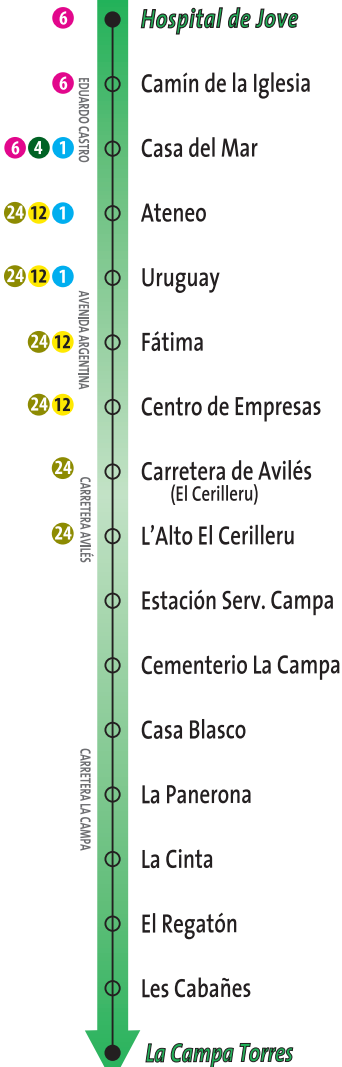 6 Hospital de Jove
6 Camín de la Iglesia
EDUARDO CASTRO
6 4 1 Casa del Mar
24 12 1 Ateneo
24 12 1 Uruguay
AVENIDA ARGENTINA
24 12 Fátima
24 12 Centro de Empresas
24 Carretera de Avilés
(El Cerilleru)
CARRETERA AVILÉS
24 L'Alto El Cerilleru
Estación Serv. Campa
Cementerio La Campa
Casa Blasco
CARRETERA LA CAMPA
La Panerona
La Cinta
El Regatón
Les Cabañes
La Campa Torres